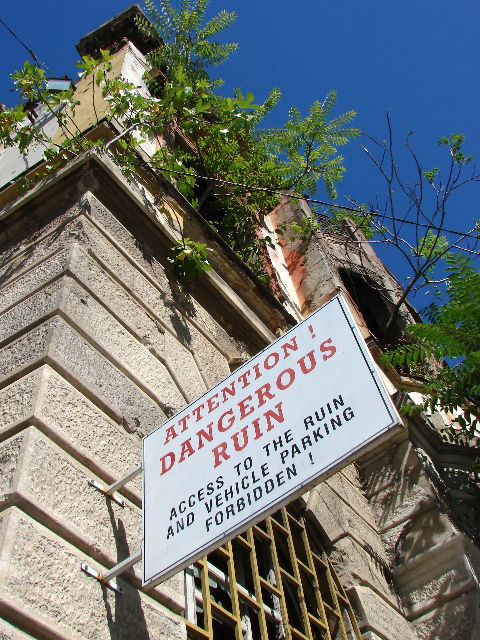 ATTENTION !
DANGEROUS
RUIN
ACCESS TO THE RUIN
AND VEHICLE PARKING
FORBIDDEN !